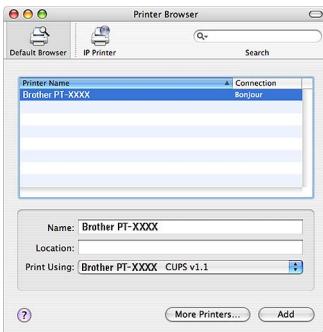 Printer Browser
Default Browser
IP Printer
Search
Printer Name
Connection
Brother PT-XXXX
Bonjour
Name: Brother PT-XXXX
Location:
Print Using: Brother PT-XXXX CUPS v1.1
?
More Printers...
Add